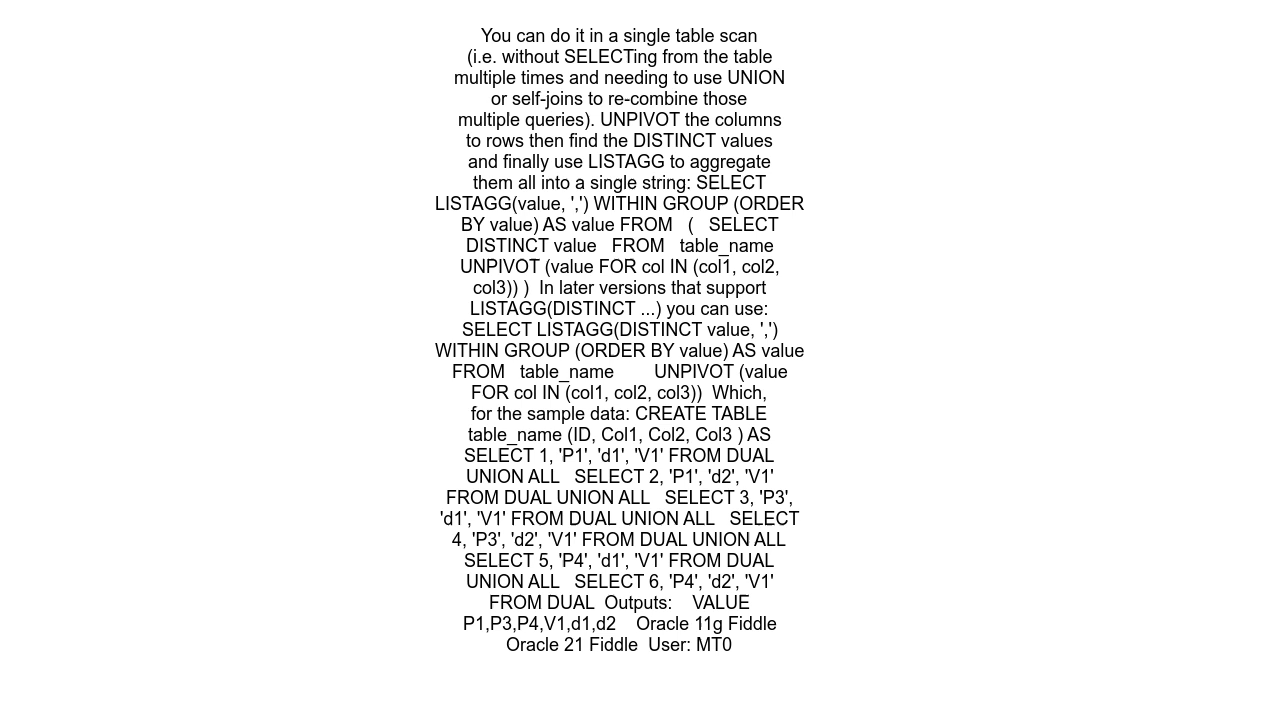 You can do it in a single table scan
(i.e. without SELECTing from the table
multiple times and needing to use UNION
or self-joins to re-combine those
multiple queries). UNPIVOT the columns
to rows then find the DISTINCT values
and finally use LISTAGG to aggregate
them all into a single string: SELECT
LISTAGG(value, ',') WITHIN GROUP (ORDER
BY value) AS value FROM   (   SELECT
DISTINCT value   FROM   table_name
UNPIVOT (value FOR col IN (col1, col2,
col3)) )  In later versions that support
LISTAGG(DISTINCT ...) you can use:
SELECT LISTAGG(DISTINCT value, ',')
WITHIN GROUP (ORDER BY value) AS value
FROM   table_name        UNPIVOT (value
FOR col IN (col1, col2, col3))  Which,
for the sample data: CREATE TABLE
table_name (ID, Col1, Col2, Col3 ) AS
SELECT 1, 'P1', 'd1', 'V1' FROM DUAL
UNION ALL   SELECT 2, 'P1', 'd2', 'V1'
FROM DUAL UNION ALL   SELECT 3, 'P3',
'd1', 'V1' FROM DUAL UNION ALL   SELECT
4, 'P3', 'd2', 'V1' FROM DUAL UNION ALL
SELECT 5, 'P4', 'd1', 'V1' FROM DUAL
UNION ALL   SELECT 6, 'P4', 'd2', 'V1'
FROM DUAL  Outputs:    VALUE
P1,P3,P4,V1,d1,d2    Oracle 11g Fiddle
Oracle 21 Fiddle  User: MT0